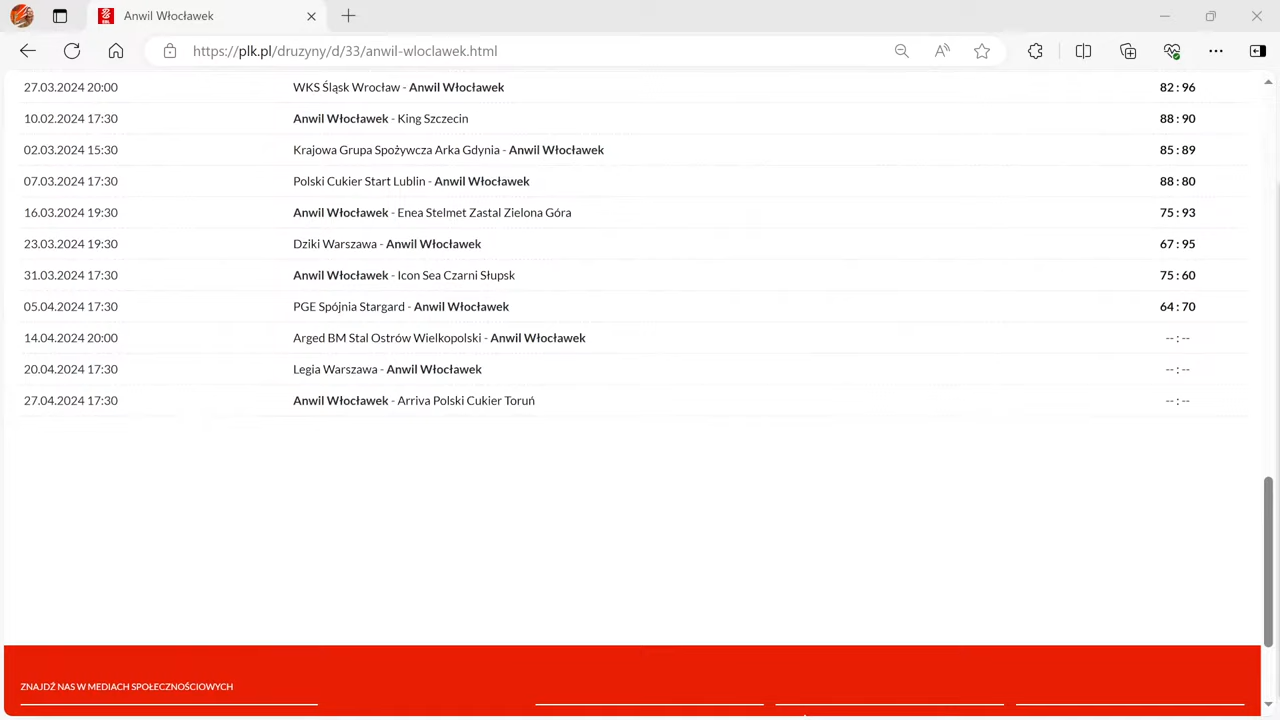 Anwil Włocławek
https://plk.pl/druzyny/d/33/anwil-wloclawek.html
27.03.2024 20:00 WKS Śląsk Wrocław - Anwil Włocławek 82 : 96
10.02.2024 17:30 Anwil Włocławek - King Szczecin 88 : 90
02.03.2024 15:30 Krajowa Grupa Spożywcza Arka Gdynia - Anwil Włocławek 85 : 89
07.03.2024 17:30 Polski Cukier Start Lublin - Anwil Włocławek 88 : 80
16.03.2024 19:30 Anwil Włocławek - Enea Stelmet Zastal Zielona Góra 75 : 93
23.03.2024 19:30 Dziki Warszawa - Anwil Włocławek 67 : 95
31.03.2024 17:30 Anwil Włocławek - Icon Sea Czarni Słupsk 75 : 60
05.04.2024 17:30 PGE Spójnia Stargard - Anwil Włocławek 64 : 70
14.04.2024 20:00 Arged BM Stal Ostrów Wielkopolski - Anwil Włocławek -- : --
20.04.2024 17:30 Legia Warszawa - Anwil Włocławek -- : --
27.04.2024 17:30 Anwil Włocławek - Arriva Polski Cukier Toruń -- : --
ZNAJDŹ NAS W MEDIACH SPOŁECZNOŚCIOWYCH